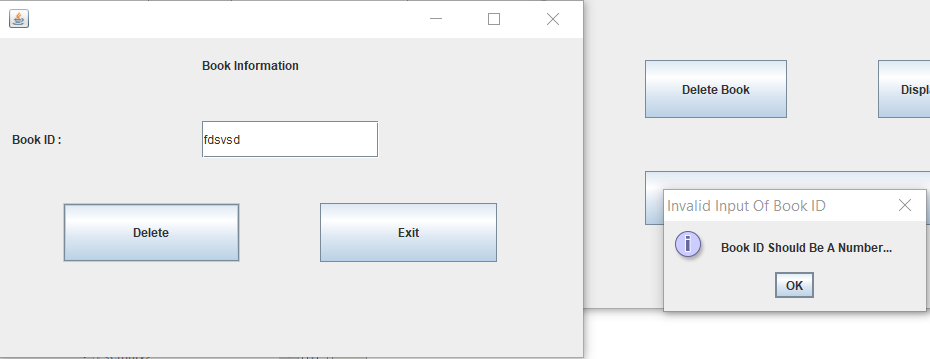 Book Information
Book ID :
fdsvsd
Delete
Exit
Delete Book
Displ
Invalid Input Of Book ID
Book ID Should Be A Number...
OK